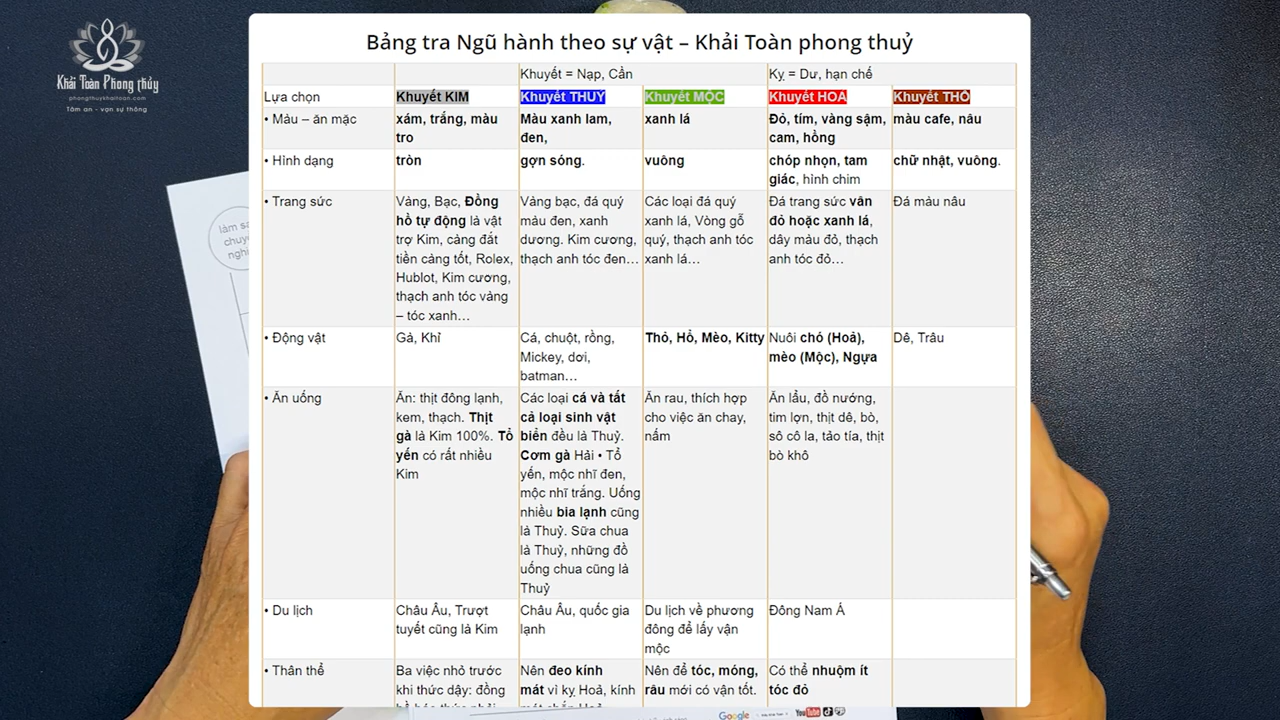 Khải Toàn Phong thủy
phongthuykhaitoan.com
Tâm an - vạn sự thông
Bảng tra Ngũ hành theo sự vật – Khải Toàn phong thuỷ
Khuyết = Nạp, Cần
Kỵ = Dư, hạn chế
Lựa chọn
Khuyết KIM
Khuyết THUỶ
Khuyết MỘC
Khuyết HOẢ
Khuyết THỔ
• Màu – ăn mặc
xám, trắng, màu
tro
Màu xanh lam,
đen,
xanh lá
Đỏ, tím, vàng sậm,
cam, hồng
màu cafe, nâu
• Hình dạng
tròn
gợn sóng.
vuông
chóp nhọn, tam
giác, hình chim
chữ nhật, vuông.
• Trang sức
Vàng, Bạc, Đồng
hồ tự động là vật
trợ Kim, càng đắt
tiền càng tốt, Rolex,
Hublot, Kim cương,
thạch anh tóc vàng
– tóc xanh…
Vàng bạc, đá quý
màu đen, xanh
dương. Kim cương,
thạch anh tóc đen…
Các loại đá quý
xanh lá, Vòng gỗ
quý, thạch anh tóc
xanh lá…
Đá trang sức vân
đỏ hoặc xanh lá,
dây màu đỏ, thạch
anh tóc đỏ…
Đá màu nâu
• Động vật
Gà, Khỉ
Cá, chuột, rồng,
Mickey, dơi,
batman…
Thỏ, Hổ, Mèo, Kitty
Nuôi chó (Hoả),
mèo (Mộc), Ngựa
Dê, Trâu
• Ăn uống
Ăn: thịt đông lạnh,
kem, thạch. Thịt
gà là Kim 100%. Tổ
yến có rất nhiều
Kim
Các loại cá và tất
cả loại sinh vật
biển đều là Thuỷ.
Cơm gà Hải • Tổ
yến, mộc nhĩ đen,
mộc nhĩ trắng. Uống
nhiều bia lạnh cũng
là Thuỷ. Sữa chua
là Thuỷ, những đồ
uống chua cũng là
Thuỷ
Ăn rau, thích hợp
cho việc ăn chay,
nấm
Ăn lẩu, đồ nướng,
tim lợn, thịt dê, bò,
sô cô la, tảo tía, thịt
bò khô
• Du lịch
Châu Âu, Trượt
tuyết cũng là Kim
Châu Âu, quốc gia
lạnh
Du lịch về phương
đông để lấy vận
mộc
Đông Nam Á
• Thân thể
Ba việc nhỏ trước
khi thức dậy: đồng
Nên đeo kính
mát vì kỵ Hoả, kính
Nên để tóc, móng,
râu mới có vận tốt.
Có thể nhuộm ít
tóc đỏ
làm
chuy
nghi
Google
YouTube